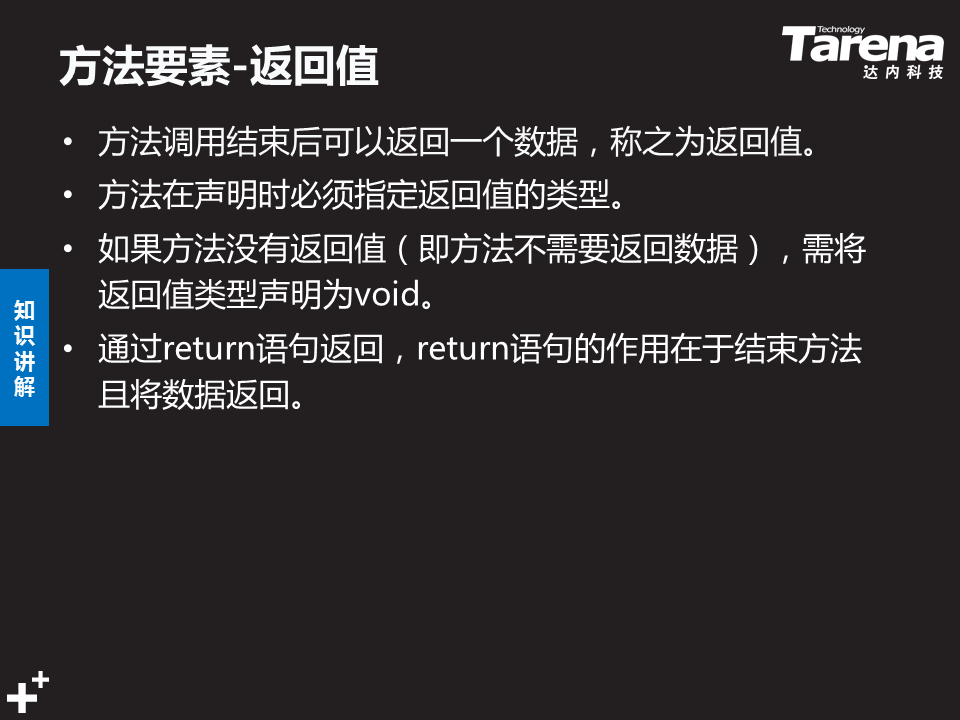 方法要素-返回值
Technology
Tarena
达内科技
• 方法调用结束后可以返回一个数据，称之为返回值。
• 方法在声明时必须指定返回值的类型。
• 如果方法没有返回值（即方法不需要返回数据），需将
返回值类型声明为void。
• 通过return语句返回，return语句的作用在于结束方法
且将数据返回。
知
识
讲
解